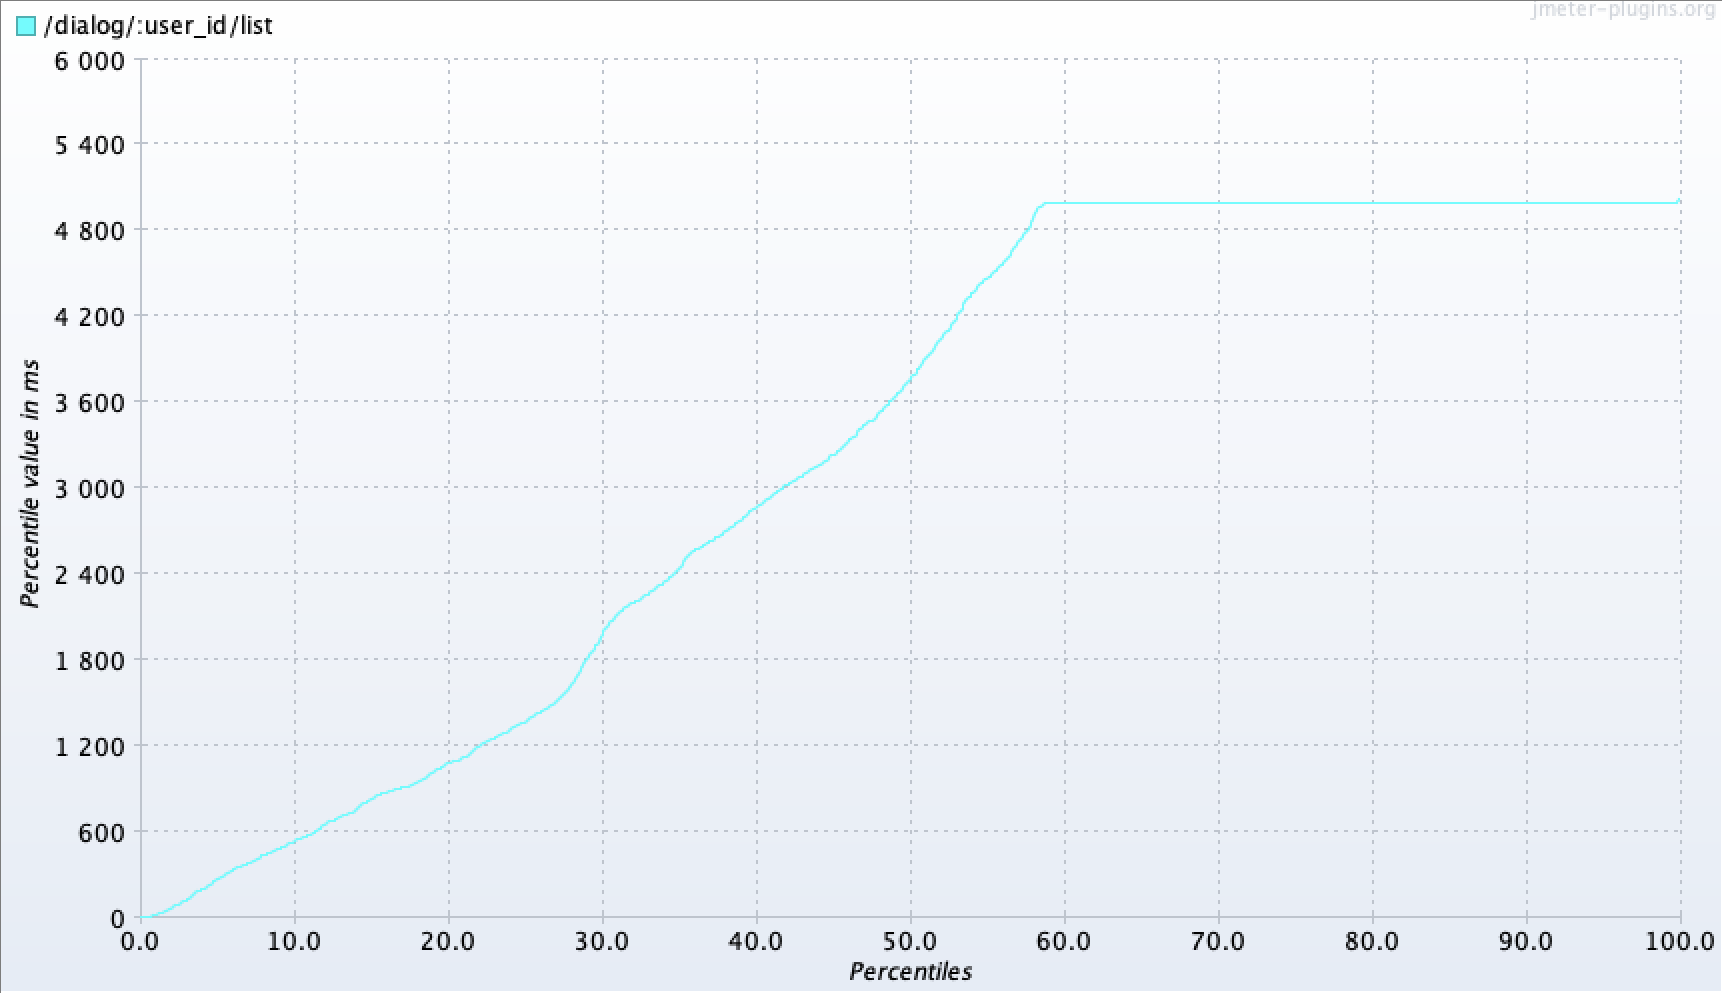 jmeter-plugins.org
/dialog/:user_id/list
6 000
5 400
4 800
4 200
3 600
3 000
2 400
1 800
1 200
600
0
Percentile value in ms
0.0 10.0 20.0 30.0 40.0 50.0 60.0 70.0 80.0 90.0 100.0
Percentiles